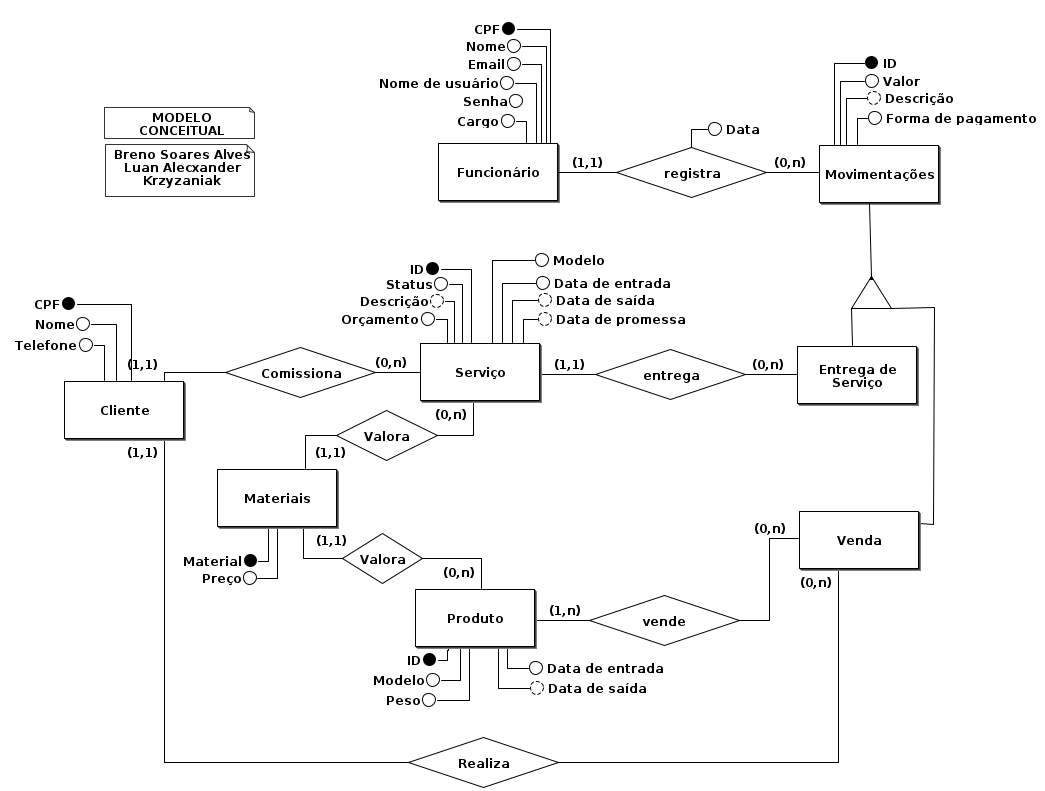 CPF
Nome
Email
Nome de usuário
Senha
Cargo
ID
Valor
Descrição
Forma de pagamento
MODELO
CONCEITUAL
Breno Soares Alves
Luan Alecxander
Krzyzaniak
Data
Funcionário
(1,1)
registra
(0,n)
Movimentações
ID
Status
Descrição
Orçamento
Modelo
Data de entrada
Data de saída
Data de promessa
CPF
Nome
Telefone
(1,1)
Comissiona
(0,n)
Serviço
(1,1)
entrega
(0,n)
Entrega de
Serviço
Cliente
(0,n)
Valora
(1,1)
(1,1)
Materiais
(1,1)
Valora
(0,n)
Material
Preço
(0,n)
Venda
(0,n)
Produto
(1,n)
vende
ID
Modelo
Peso
Data de entrada
Data de saída
Realiza